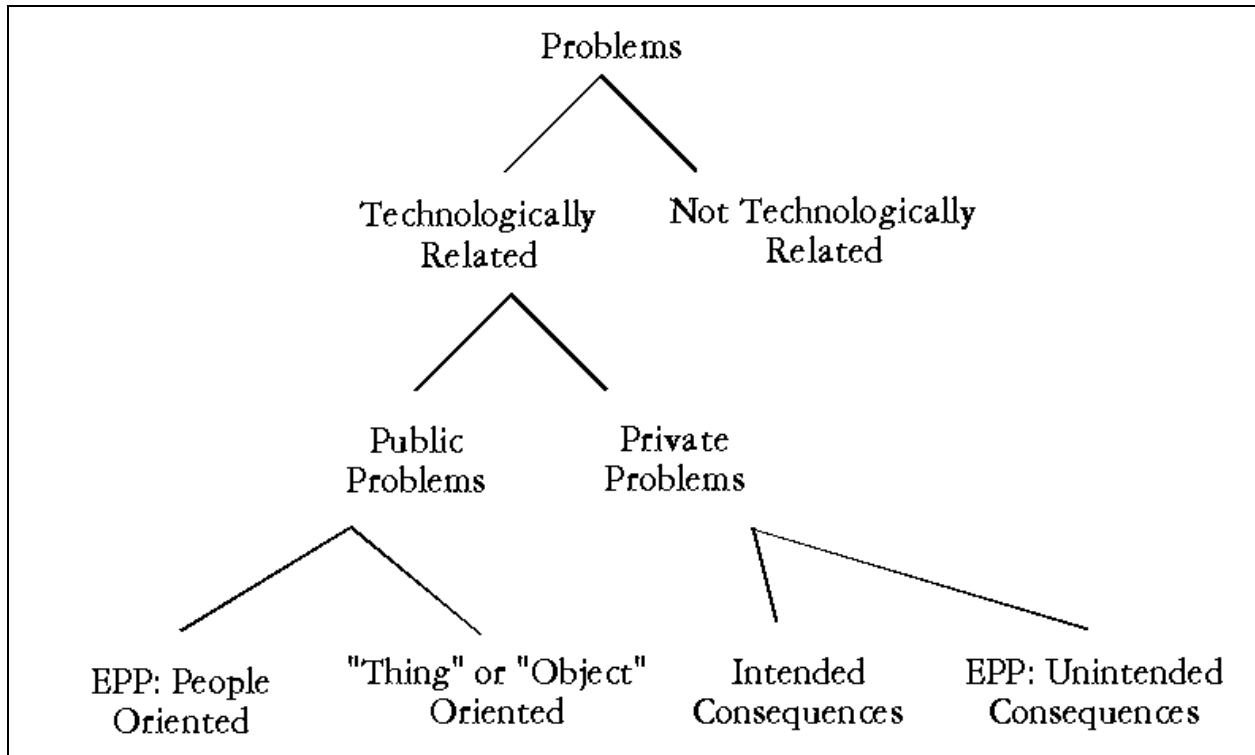 Problems
Technologically
Related
Not Technologically
Related
Public
Problems
Private
Problems
EPP: People
Oriented
"Thing" or "Object"
Oriented
Intended
Consequences
EPP: Unintended
Consequences